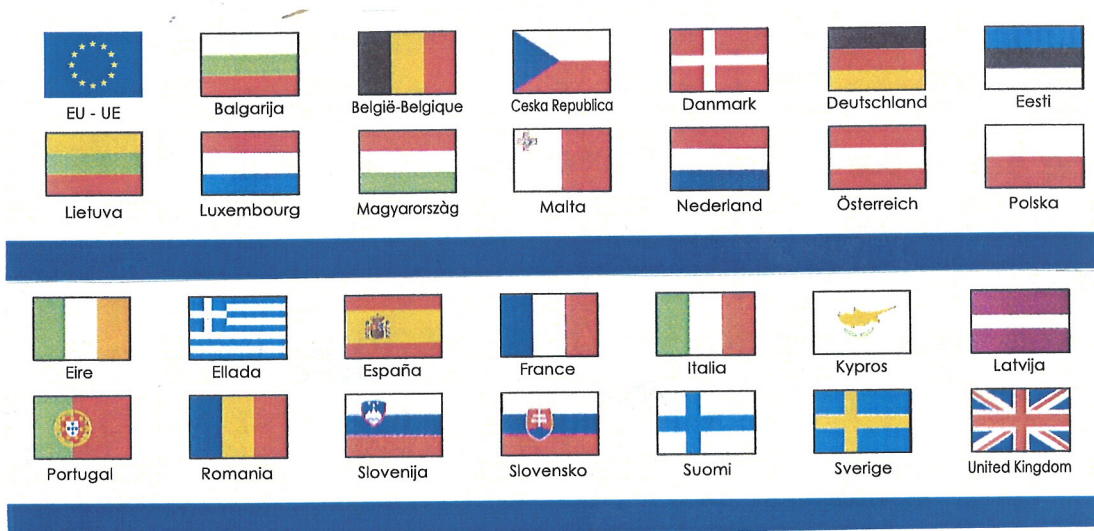 EU - UE
Balgarija
België-Belgique
Ceska Republica
Danmark
Deutschland
Eesti
Lietuva
Luxembourg
Magyarorszàg
Malta
Nederland
Österreich
Polska
Eire
Ellada
España
France
Italia
Kypros
Latvija
Portugal
Romania
Slovenija
Slovensko
Suomi
Sverige
United Kingdom